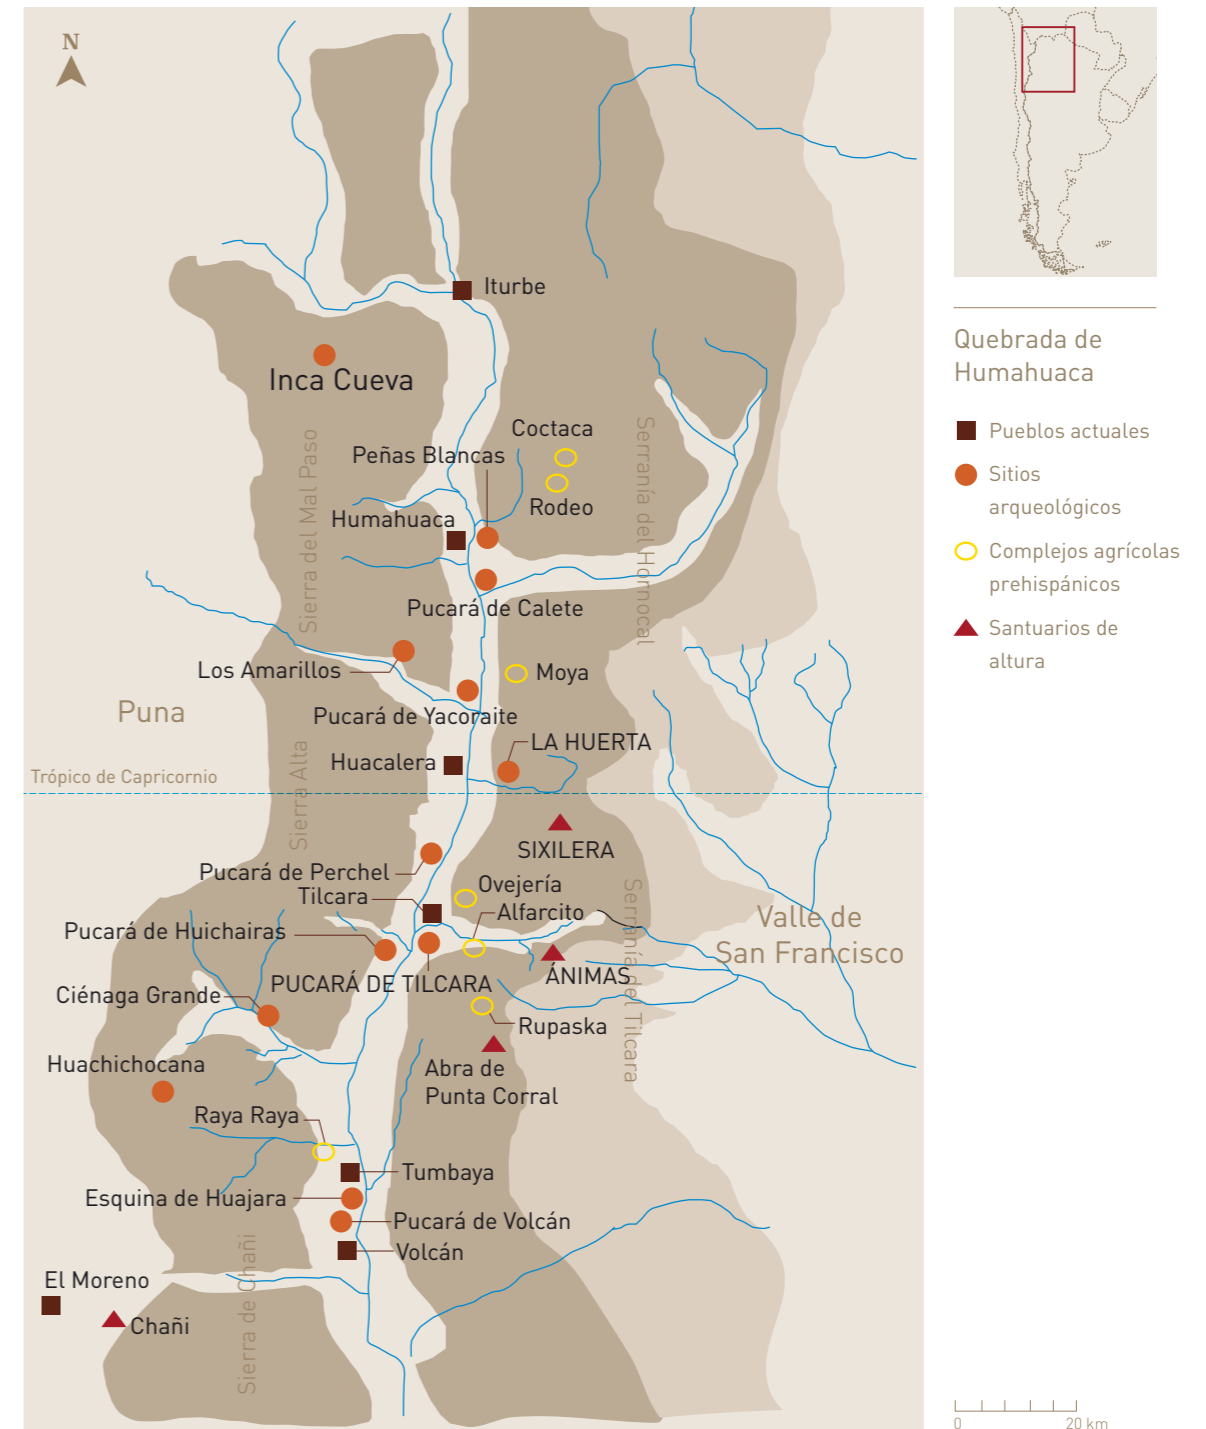 N
Iturbe
Inca Cueva
Coctaca
Peñas Blancas
Rodeo
Humahuaca
Sierra del Mal Paso
Serranía del Hornocal
Pucará de Calete
Los Amarillos
Moya
Puna
Pucará de Yacoraite
LA HUERTA
Huacalera
Trópico de Capricornio
Sierra Alta
SIXILERA
Pucará de Perchel
Ovejería
Tilcara
Alfarcito
Valle de
San Francisco
Pucará de Huichairas
Serranía del Tilcara
ÁNIMAS
PUCARÁ DE TILCARA
Ciénaga Grande
Rupaska
Huachichocana
Abra de
Punta Corral
Raya Raya
Tumbaya
Esquina de Huajara
Pucará de Volcán
Volcán
El Moreno
Sierra de Chañi
Chañi
Quebrada de
Humahuaca
Pueblos actuales
Sitios
arqueológicos
Complejos agrícolas
prehispánicos
Santuarios de
altura
0 20 km